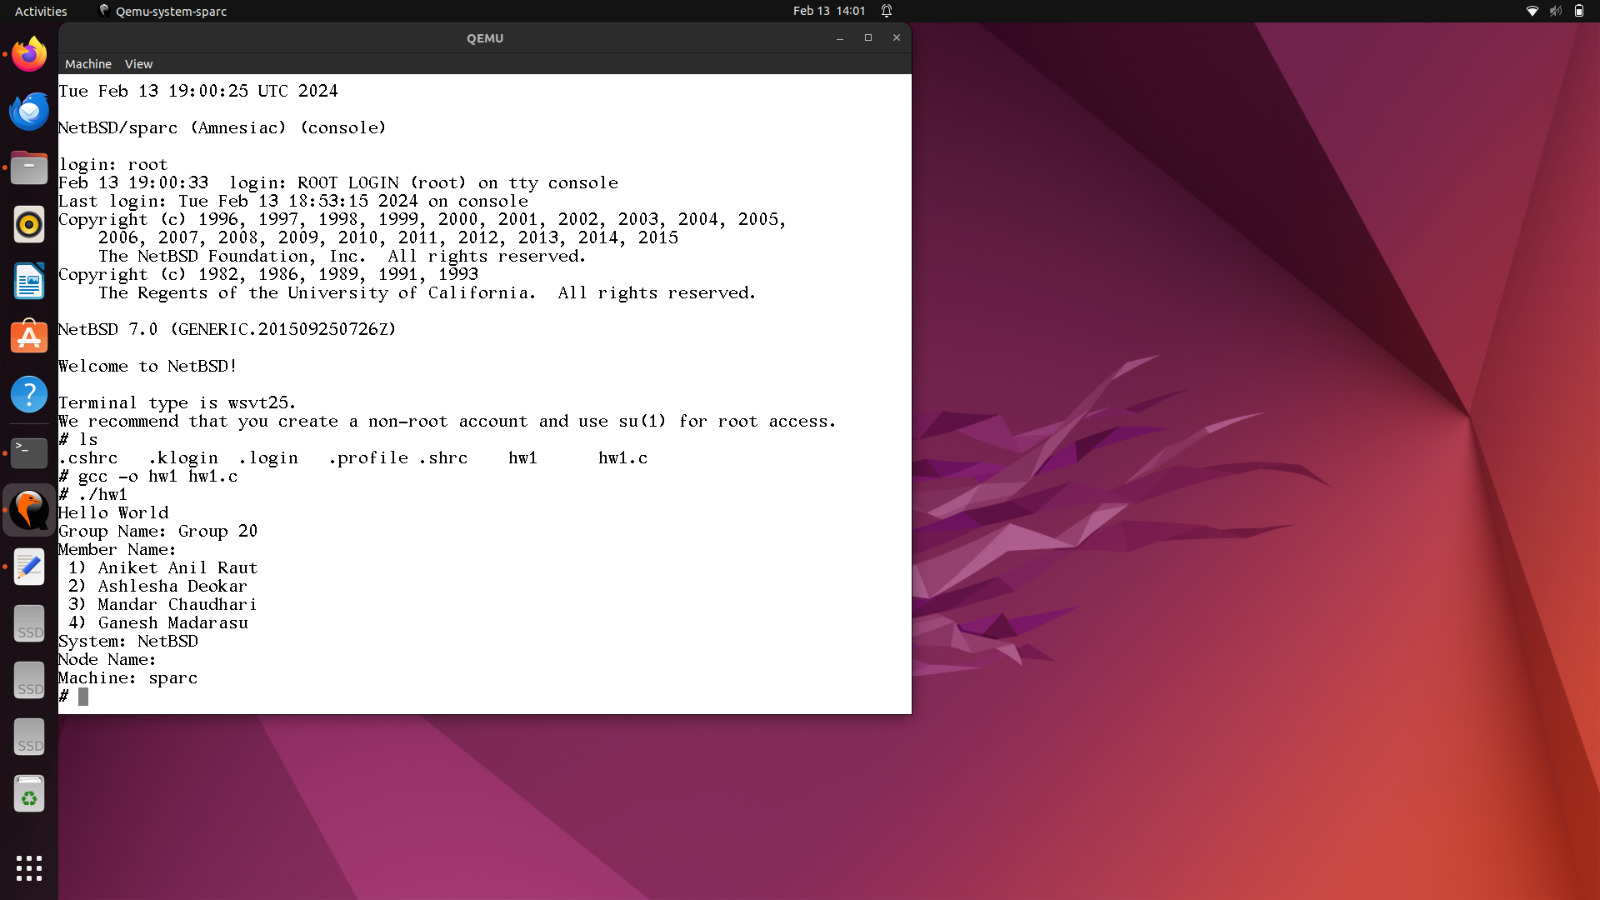 Activities
Qemu-system-sparc
Feb 13 14:01
QEMU
Machine View
Tue Feb 13 19:00:25 UTC 2024
NetBSD/sparc (Amnesiac) (console)
login: root
Feb 13 19:00:33  login: ROOT LOGIN (root) on tty console
Last login: Tue Feb 13 18:53:15 2024 on console
Copyright (c) 1996, 1997, 1998, 1999, 2000, 2001, 2002, 2003, 2004, 2005,
    2006, 2007, 2008, 2009, 2010, 2011, 2012, 2013, 2014, 2015
    The NetBSD Foundation, Inc.  All rights reserved.
Copyright (c) 1982, 1986, 1989, 1991, 1993
    The Regents of the University of California.  All rights reserved.
NetBSD 7.0 (GENERIC.201509250726Z)
Welcome to NetBSD!
Terminal type is wsvt25.
We recommend that you create a non-root account and use su(1) for root access.
# ls
.cshrc   .klogin  .login   .profile .shrc    hw1      hw1.c
# gcc -o hw1 hw1.c
# ./hw1
Hello World
Group Name: Group 20
Member Name:
 1) Aniket Anil Raut
 2) Ashlesha Deokar
 3) Mandar Chaudhari
 4) Ganesh Madarasu
System: NetBSD
Node Name:
Machine: sparc
#
SSD
SSD
SSD